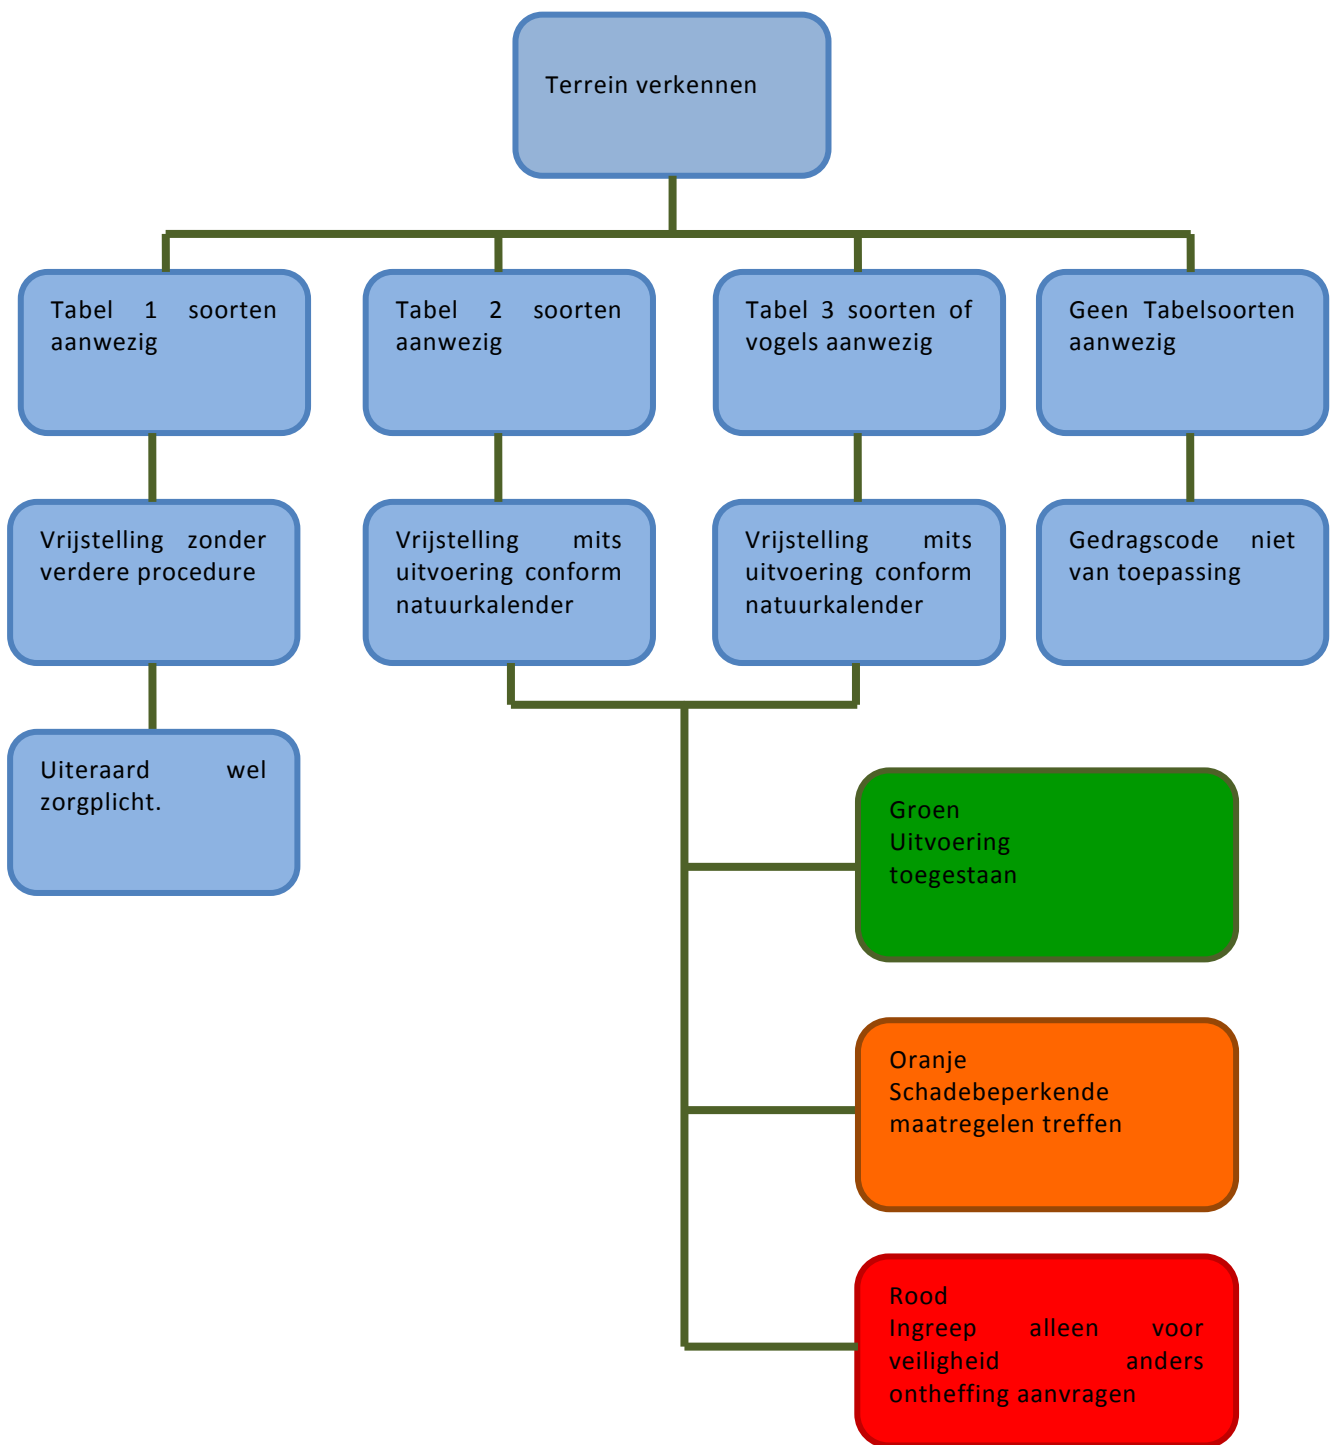 Terrein verkennen
Tabel 1 soorten
aanwezig
Tabel 2 soorten
aanwezig
Tabel 3 soorten of
vogels aanwezig
Geen Tabelsoorten
aanwezig
Vrijstelling zonder
verdere procedure
Vrijstelling mits
uitvoering conform
natuurkalender
Vrijstelling mits
uitvoering conform
natuurkalender
Gedragscode niet
van toepassing
Uiteraard wel
zorgplicht.
Groen
Uitvoering
toegestaan
Oranje
Schadebeperkende
maatregelen treffen
Rood
Ingreep alleen voor
veiligheid anders
ontheffing aanvragen